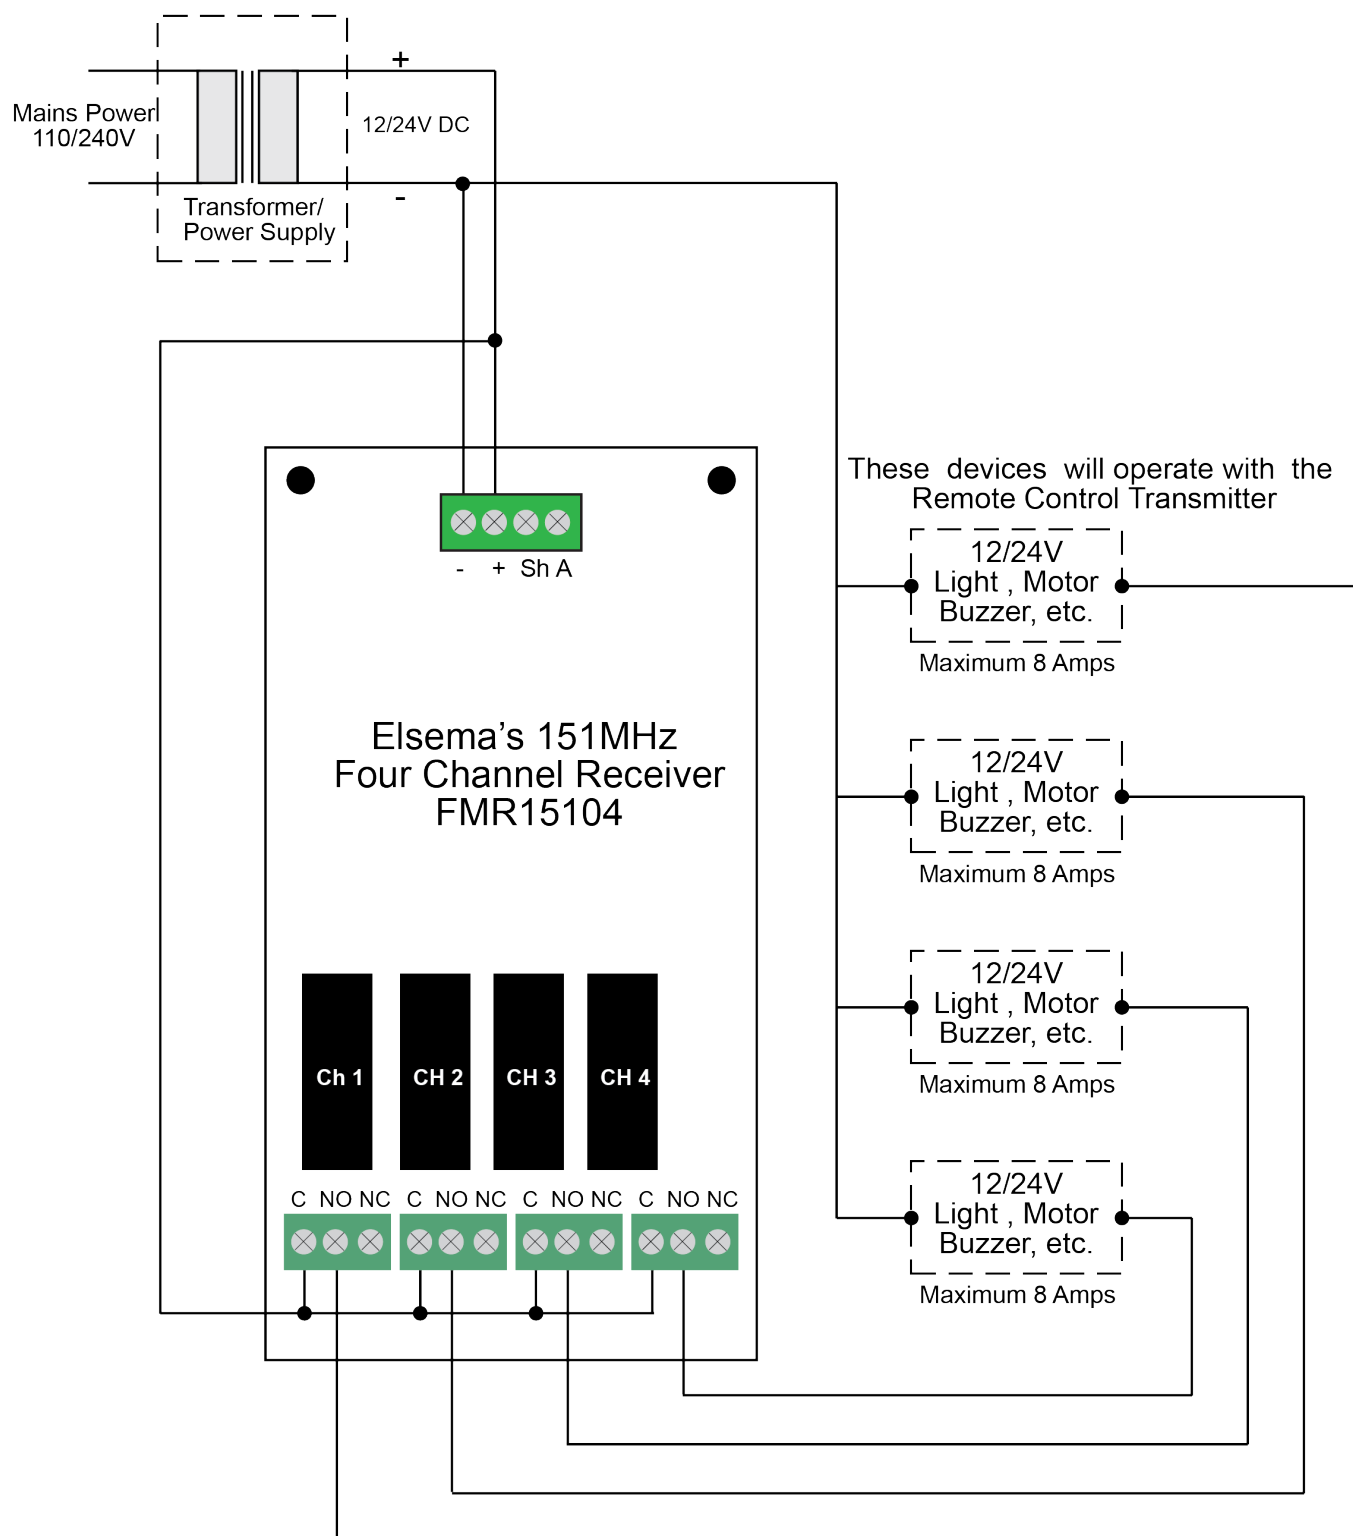 +
Mains Power
110/240V
12/24V DC
-
Transformer/
Power Supply
These devices will operate with the
Remote Control Transmitter
12/24V
Light , Motor
Buzzer, etc.
Maximum 8 Amps
- + Sh A
Elsema’s 151MHz
Four Channel Receiver
FMR15104
12/24V
Light , Motor
Buzzer, etc.
Maximum 8 Amps
12/24V
Light , Motor
Buzzer, etc.
Maximum 8 Amps
Ch 1 CH 2 CH 3 CH 4
12/24V
Light , Motor
Buzzer, etc.
Maximum 8 Amps
C NO NC C NO NC C NO NC C NO NC